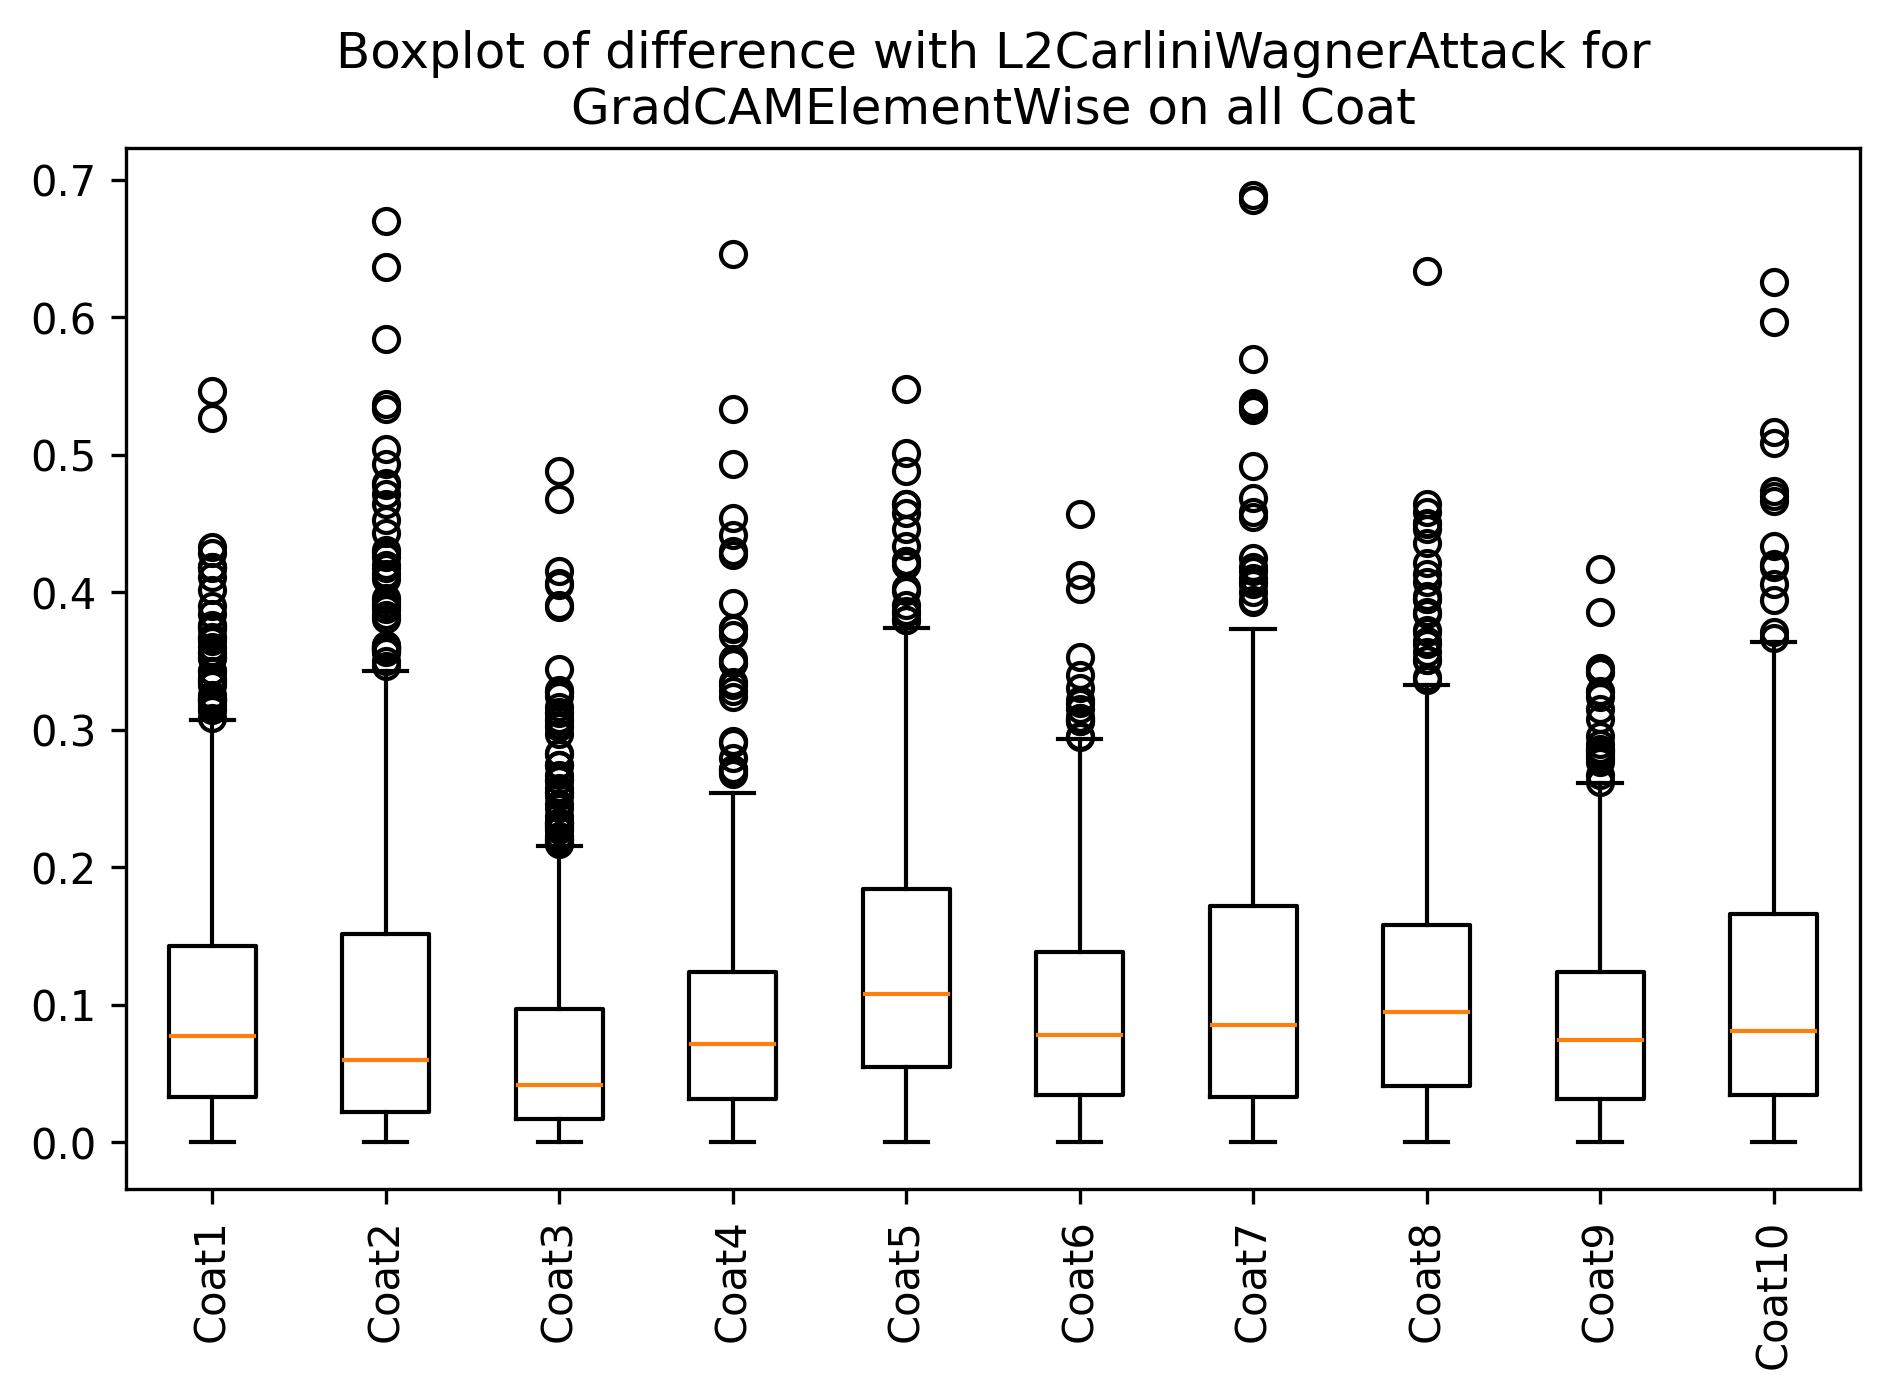 Boxplot of difference with L2CarliniWagnerAttack for
GradCAMElementWise on all Coat
0.7
0.6
0.5
0.4
0.3
0.2
0.1
0.0
Coat1
Coat2
Coat3
Coat4
Coat5
Coat6
Coat7
Coat8
Coat9
Coat10